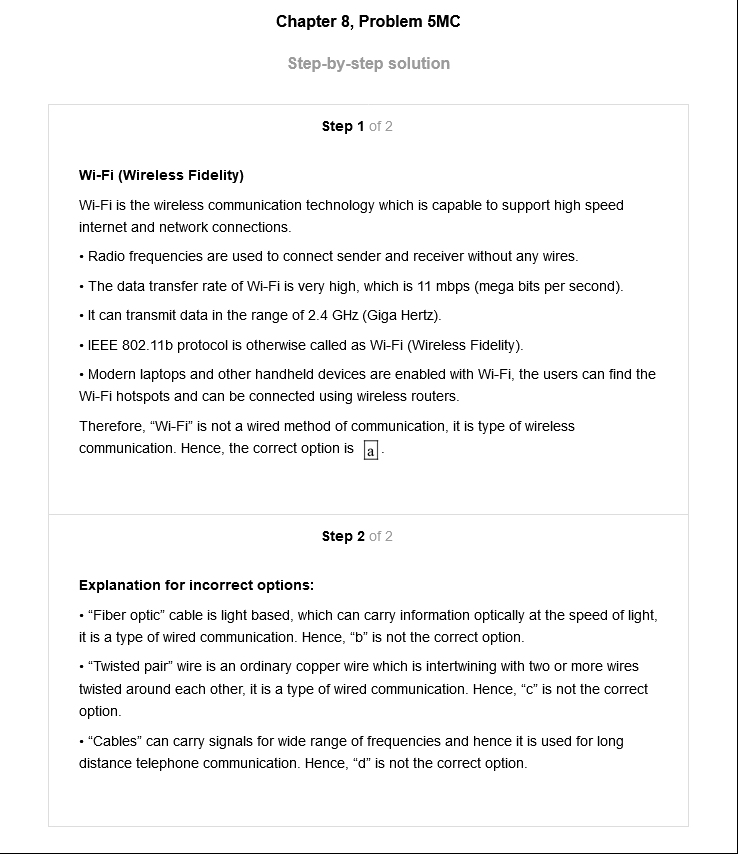 Chapter 8, Problem 5MC
Step-by-step solution
Step 1 of 2
Wi-Fi (Wireless Fidelity)
Wi-Fi is the wireless communication technology which is capable to support high speed
internet and network connections.
• Radio frequencies are used to connect sender and receiver without any wires.
• The data transfer rate of Wi-Fi is very high, which is 11 mbps (mega bits per second).
• It can transmit data in the range of 2.4 GHz (Giga Hertz).
• IEEE 802.11b protocol is otherwise called as Wi-Fi (Wireless Fidelity).
• Modern laptops and other handheld devices are enabled with Wi-Fi, the users can find the
Wi-Fi hotspots and can be connected using wireless routers.
Therefore, “Wi-Fi” is not a wired method of communication, it is type of wireless
communication. Hence, the correct option is a .
Step 2 of 2
Explanation for incorrect options:
• “Fiber optic” cable is light based, which can carry information optically at the speed of light,
it is a type of wired communication. Hence, “b” is not the correct option.
• “Twisted pair” wire is an ordinary copper wire which is intertwining with two or more wires
twisted around each other, it is a type of wired communication. Hence, “c” is not the correct
option.
• “Cables” can carry signals for wide range of frequencies and hence it is used for long
distance telephone communication. Hence, “d” is not the correct option.